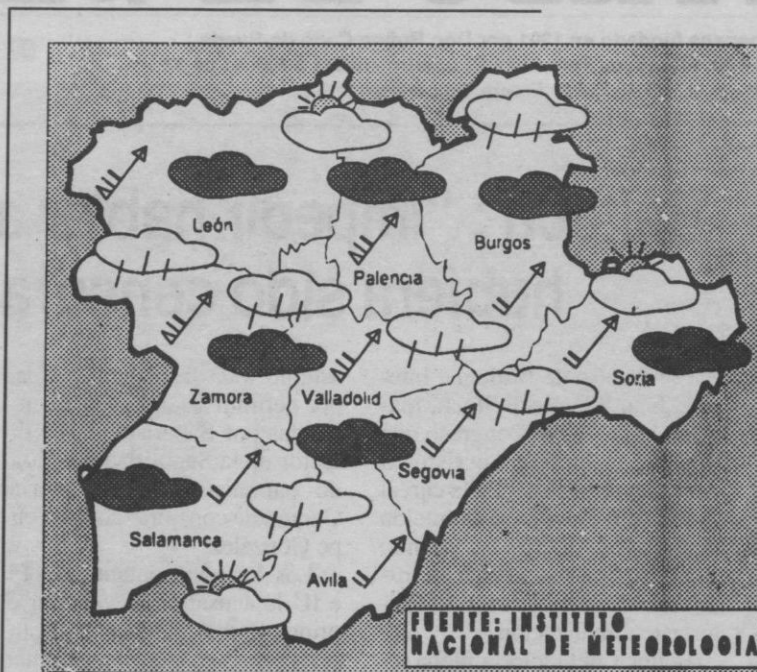 León
Burgos
Palencia
Soria
Zamora
Valladolid
Segovia
Salamanca
Avila
FUENTE: INSTITUTO
NACIONAL DE METEOROLOGIA